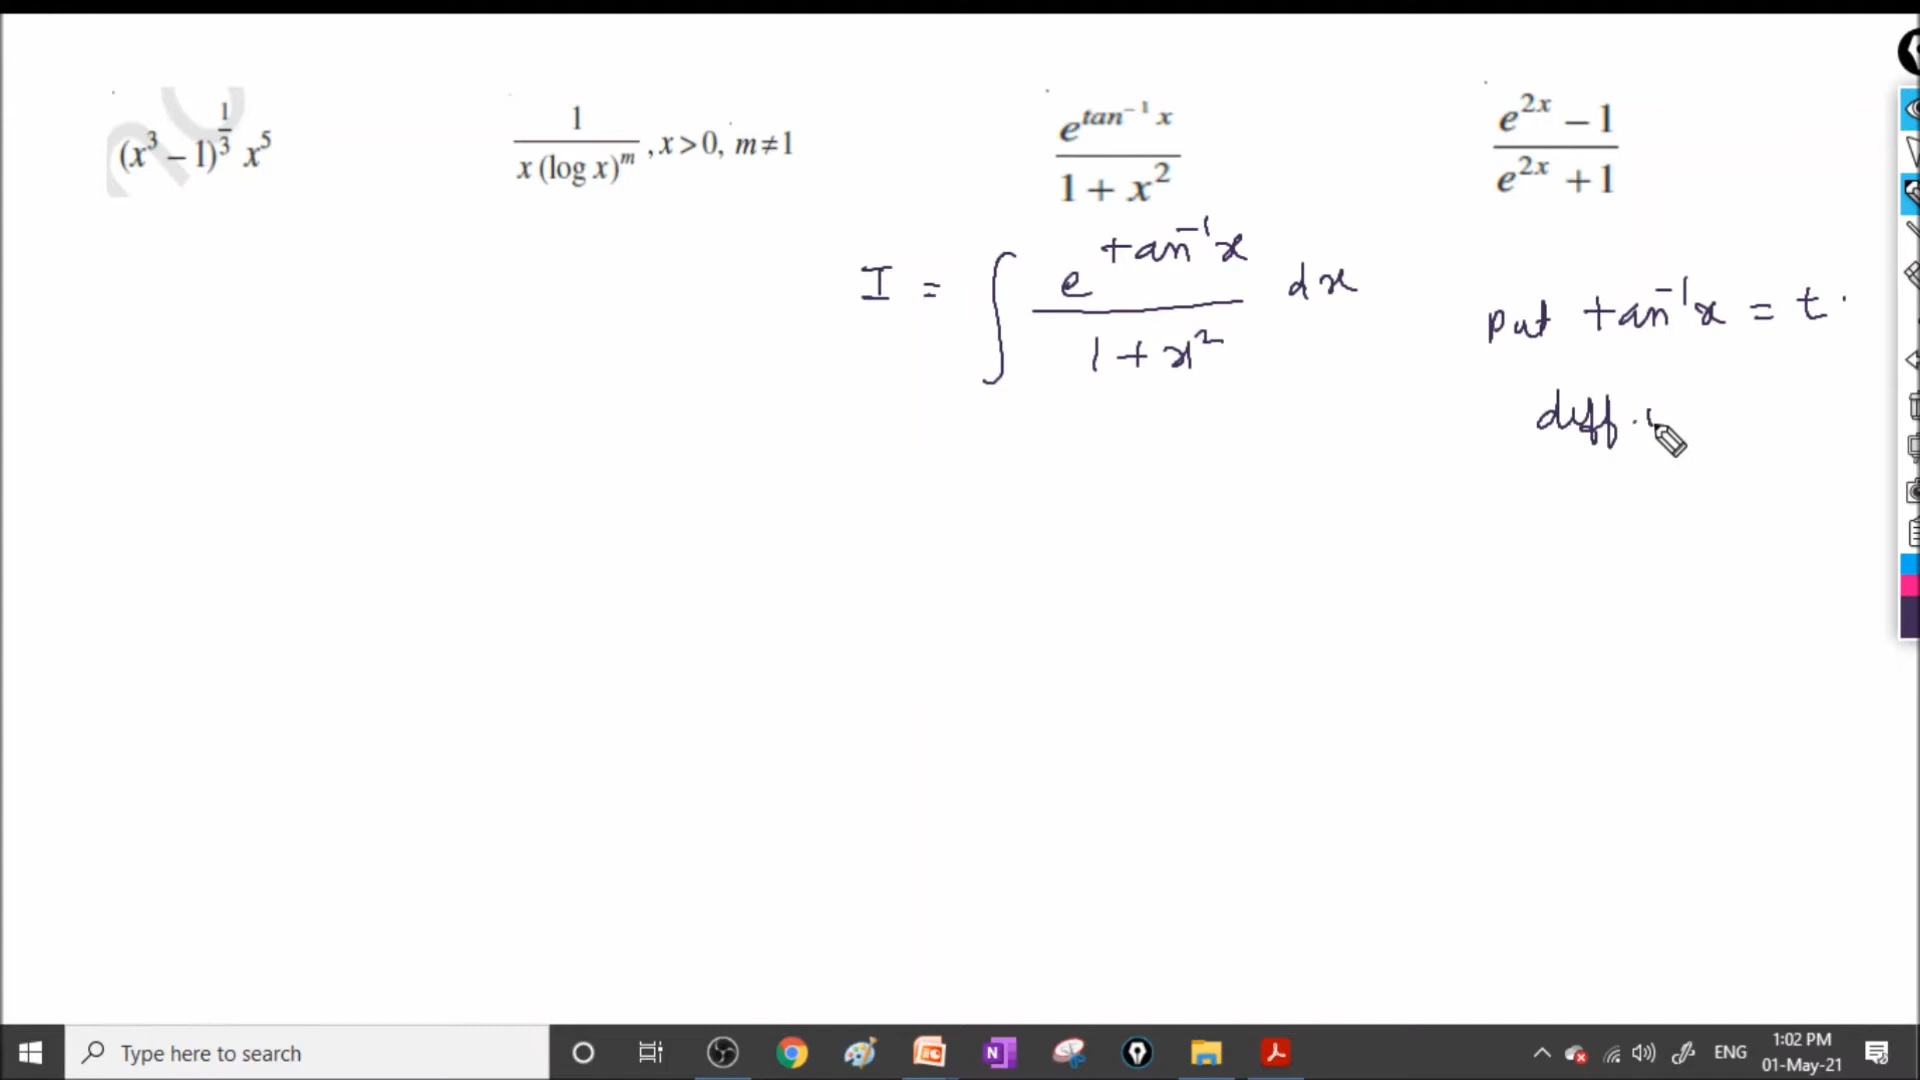 (x³ – 1)^(1/3) x⁵
1/(x (log x)^m), x > 0, m ≠ 1
e^(tan⁻¹ x)/(1 + x²)
(e^(2x) – 1)/(e^(2x) + 1)
I = ∫ e^(tan⁻¹x)/(1 + x²) dx
put tan⁻¹x = t.
diff.
Type here to search
ENG
1:02 PM
01-May-21